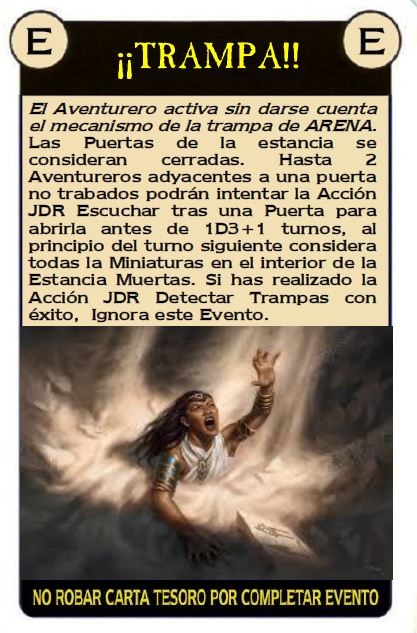 E
E
¡¡TRAMPA!!
El Aventurero activa sin darse cuenta
el mecanismo de la trampa de ARENA.
Las Puertas de la estancia se
consideran cerradas. Hasta 2
Aventureros adyacentes a una puerta
no trabados podrán intentar la Acción
JDR Escuchar tras una Puerta para
abrirla antes de 1D3+1 turnos, al
principio del turno siguiente considera
todas la Miniaturas en el interior de la
Estancia Muertas. Si has realizado la
Acción JDR Detectar Trampas con
éxito, Ignora este Evento.
NO ROBAR CARTA TESORO POR COMPLETAR EVENTO